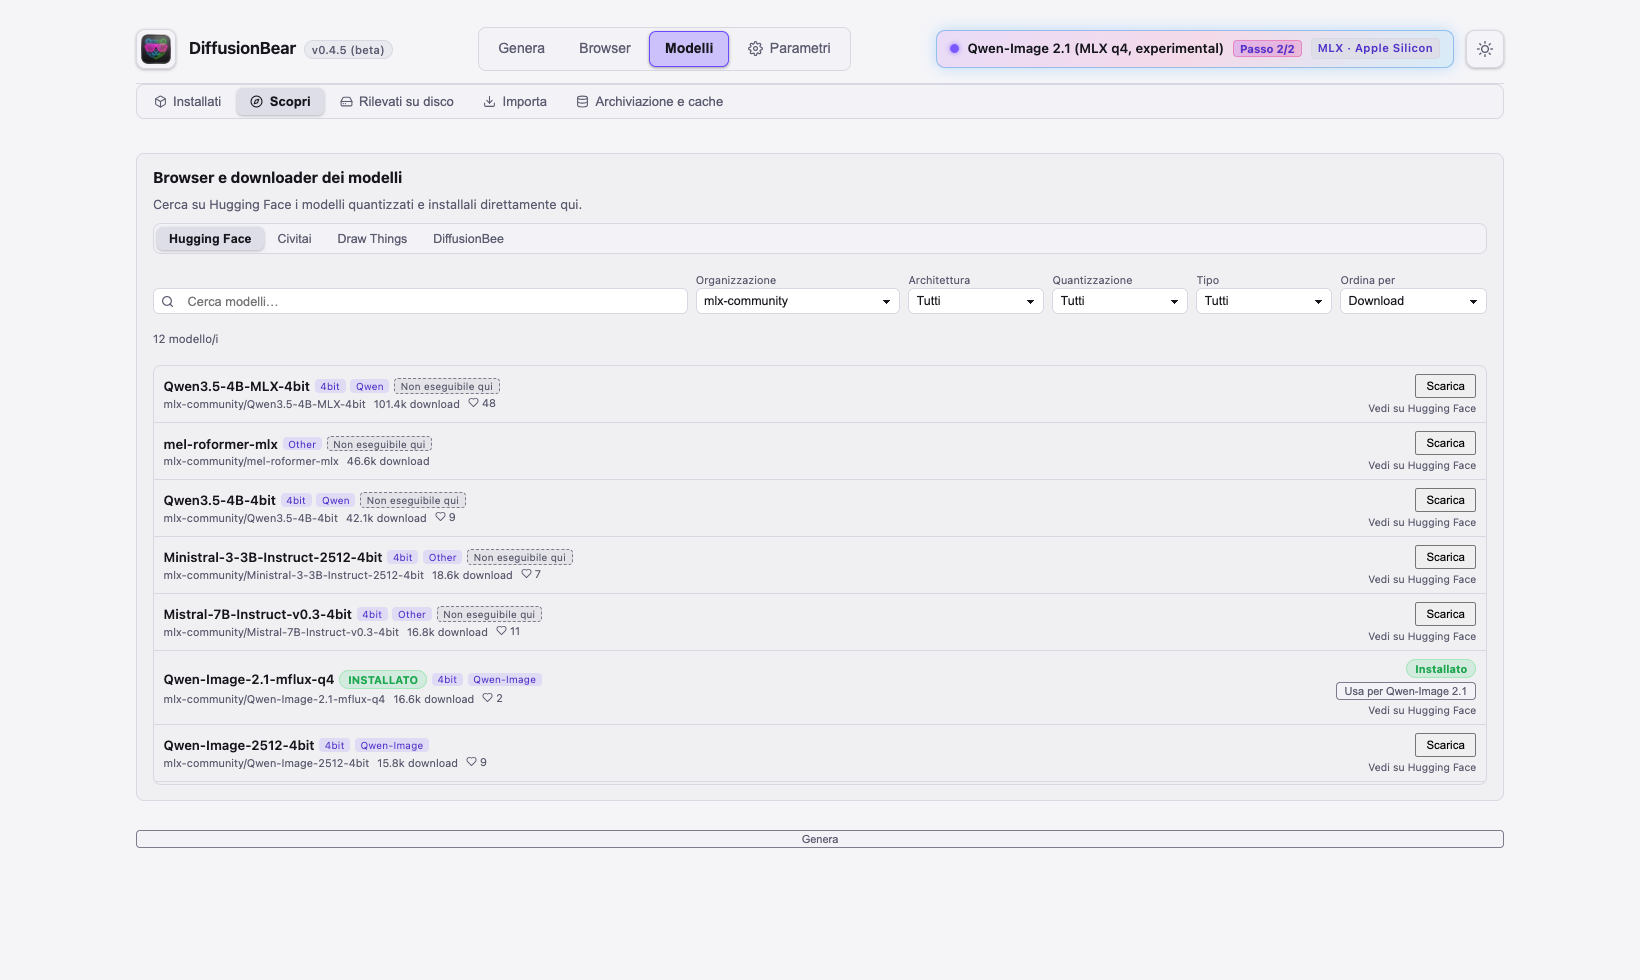 DiffusionBear v0.4.5 (beta)
Genera Browser Modelli Parametri
Qwen-Image 2.1 (MLX q4, experimental) Passo 2/2 MLX · Apple Silicon
Installati Scopri Rilevati su disco Importa Archiviazione e cache
Browser e downloader dei modelli
Cerca su Hugging Face i modelli quantizzati e installali direttamente qui.
Hugging Face Civitai Draw Things DiffusionBee
Organizzazione Architettura Quantizzazione Tipo Ordina per
Cerca modelli… mlx-community Tutti Tutti Tutti Download
12 modello/i
Qwen3.5-4B-MLX-4bit 4bit Qwen Non eseguibile qui Scarica
mlx-community/Qwen3.5-4B-MLX-4bit 101.4k download 48 Vedi su Hugging Face
mel-roformer-mlx Other Non eseguibile qui Scarica
mlx-community/mel-roformer-mlx 46.6k download Vedi su Hugging Face
Qwen3.5-4B-4bit 4bit Qwen Non eseguibile qui Scarica
mlx-community/Qwen3.5-4B-4bit 42.1k download 9 Vedi su Hugging Face
Ministral-3-3B-Instruct-2512-4bit 4bit Other Non eseguibile qui Scarica
mlx-community/Ministral-3-3B-Instruct-2512-4bit 18.6k download 7 Vedi su Hugging Face
Mistral-7B-Instruct-v0.3-4bit 4bit Other Non eseguibile qui Scarica
mlx-community/Mistral-7B-Instruct-v0.3-4bit 16.8k download 11 Vedi su Hugging Face
Qwen-Image-2.1-mflux-q4 INSTALLATO 4bit Qwen-Image Installato
mlx-community/Qwen-Image-2.1-mflux-q4 16.6k download 2 Usa per Qwen-Image 2.1
Vedi su Hugging Face
Qwen-Image-2512-4bit 4bit Qwen-Image Scarica
mlx-community/Qwen-Image-2512-4bit 15.8k download 9 Vedi su Hugging Face
Genera